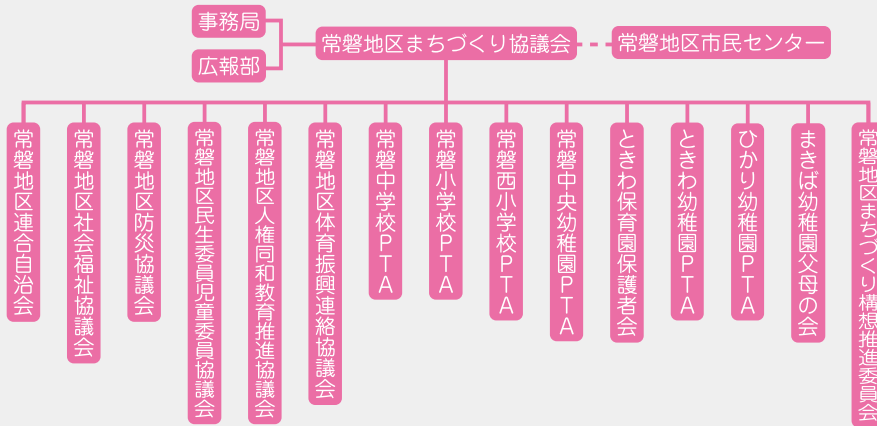 事務局
広報部
常磐地区まちづくり協議会
常磐地区市民センター
常磐地区連合自治会
常磐地区社会福祉協議会
常磐地区防災協議会
常磐地区民生委員児童委員協議会
常磐地区人権同和教育推進協議会
常磐地区体育振興連絡協議会
常磐中学校PTA
常磐小学校PTA
常磐西小学校PTA
常磐中央幼稚園PTA
ときわ保育園保護者会
ときわ幼稚園PTA
ひかり幼稚園PTA
まきば幼稚園父母の会
常磐地区まちづくり構想推進委員会